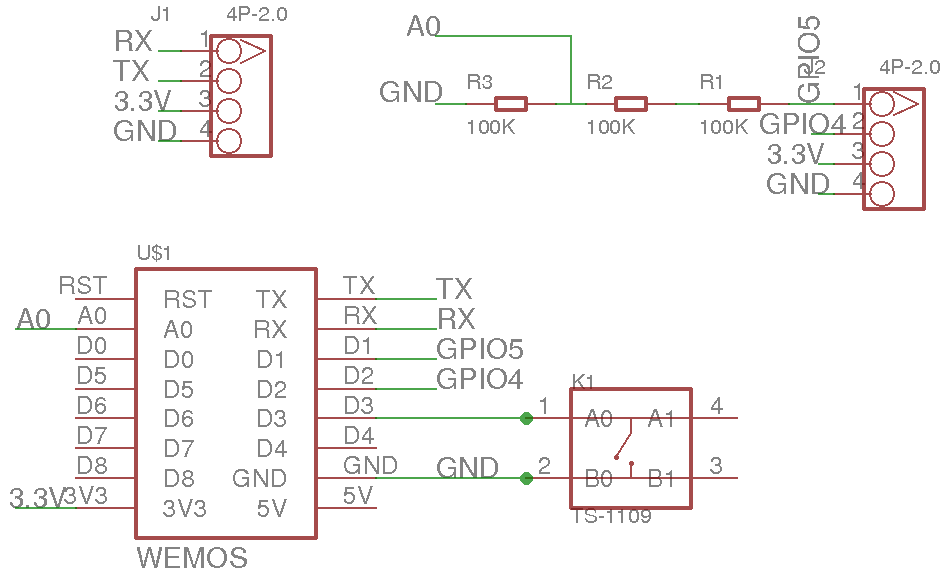 J1 4P-2.0
RX 1
TX 2
3.3V 3
GND 4
A0
GND
R3
100K
R2
100K
R1
100K
GPIO5
J2 4P-2.0
1
GPIO4 2
3.3V 3
GND 4
U$1
RST RST TX TX TX
A0 A0 A0 RX RX RX
D0 D0 D1 D1 GPIO5
D5 D5 D2 D2 GPIO4
D6 D6 D3 D3
D7 D7 D4 D4
D8 D8 GND GND GND
3.3V 3V3 3V3 5V 5V
WEMOS
K1
1 A0 A1 4
2 B0 B1 3
TS-1109